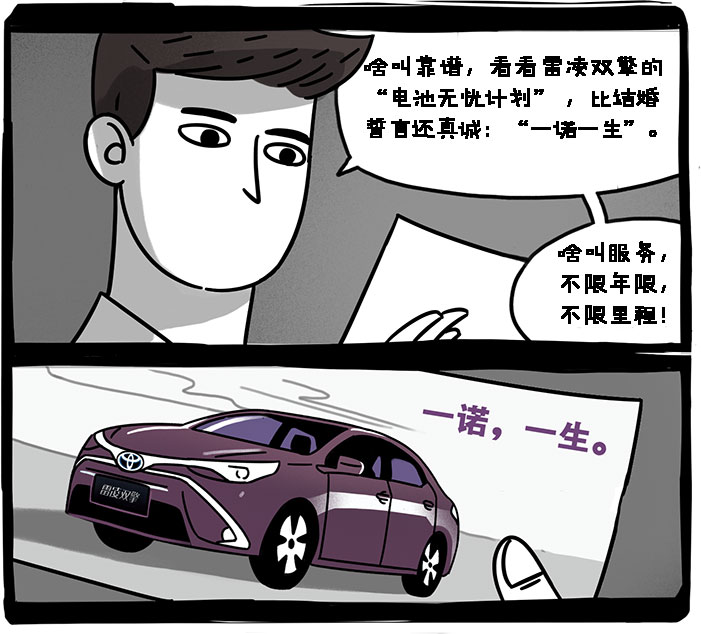 啥叫靠谱，看看雷凌双擎的
“电池无忧计划”，比结婚
誓言还真诚：“一诺一生”。
啥叫服务，
不限年限，
不限里程！
一诺，一生。
雷凌双擎